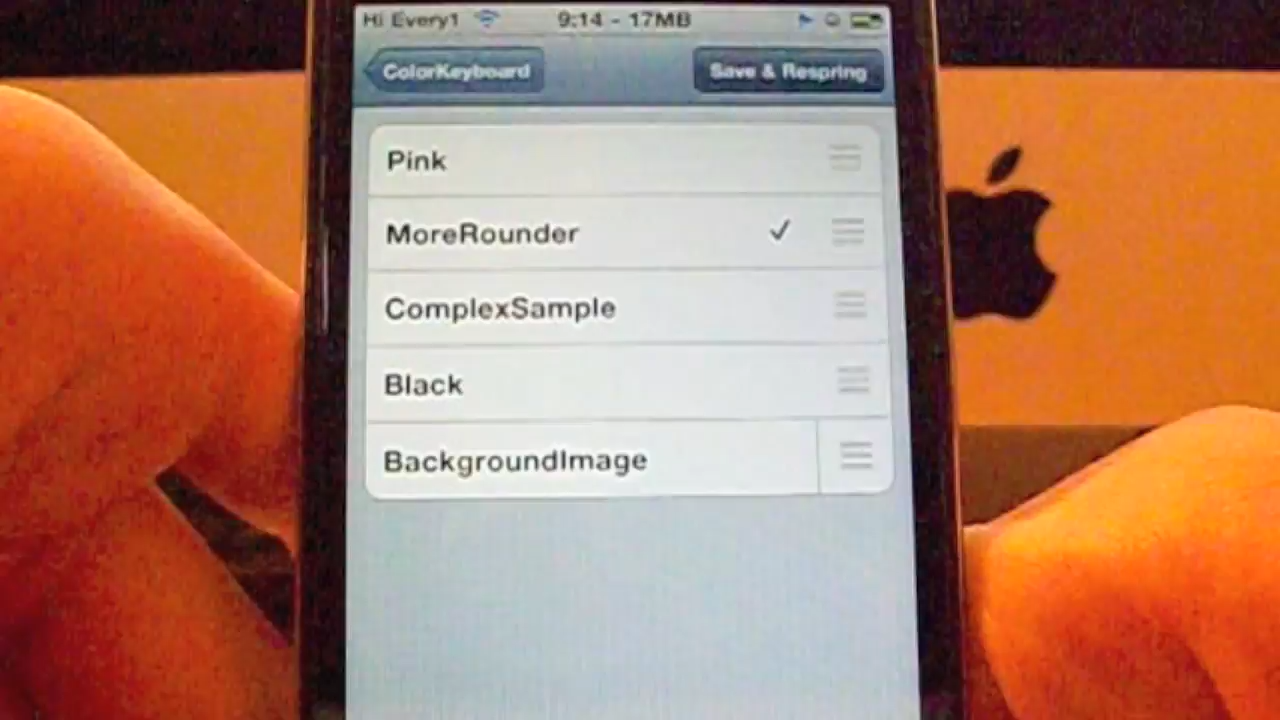 Hi Every1 9:14 - 17MB
ColorKeyboard Save & Respring
Pink
MoreRounder
ComplexSample
Black
BackgroundImage